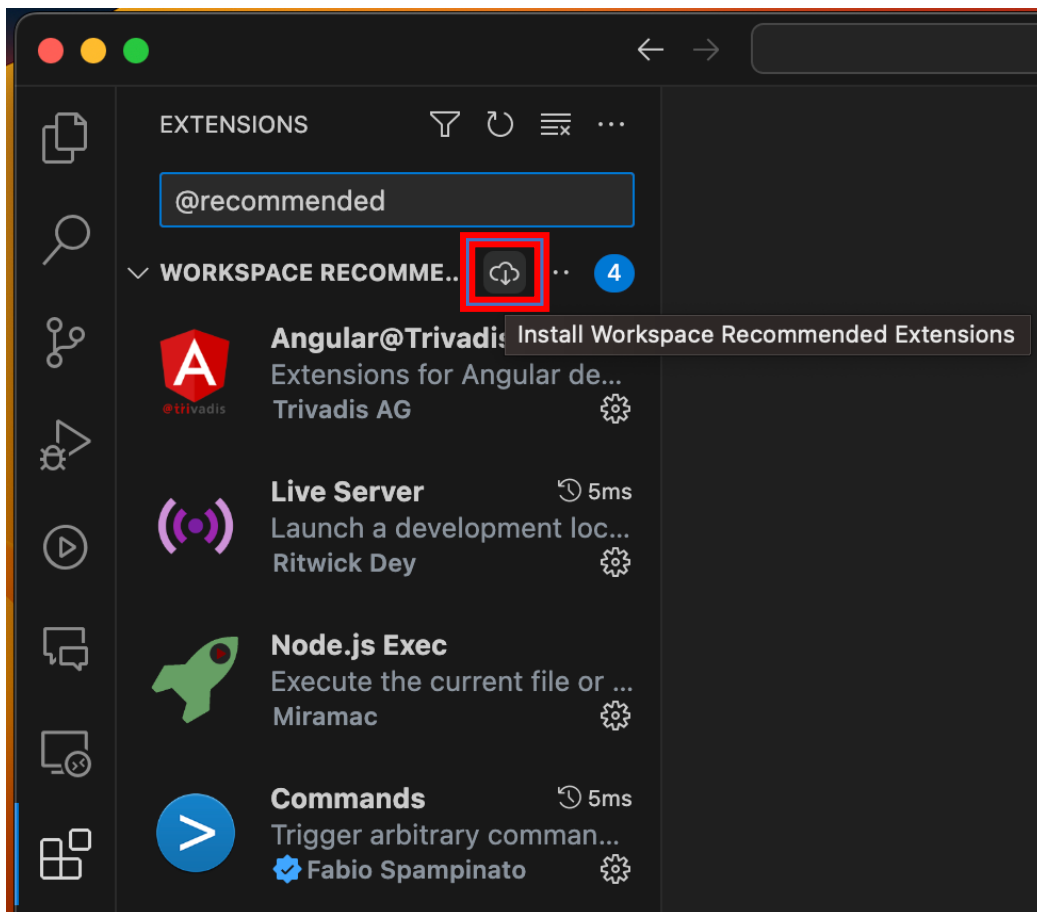 EXTENSIONS
@recommended
WORKSPACE RECOMME...
4
Install Workspace Recommended Extensions
Angular@Trivadis
Extensions for Angular de...
Trivadis AG
@trivadis
Live Server
5ms
Launch a development loc...
Ritwick Dey
Node.js Exec
Execute the current file or ...
Miramac
Commands
5ms
Trigger arbitrary comman...
Fabio Spampinato